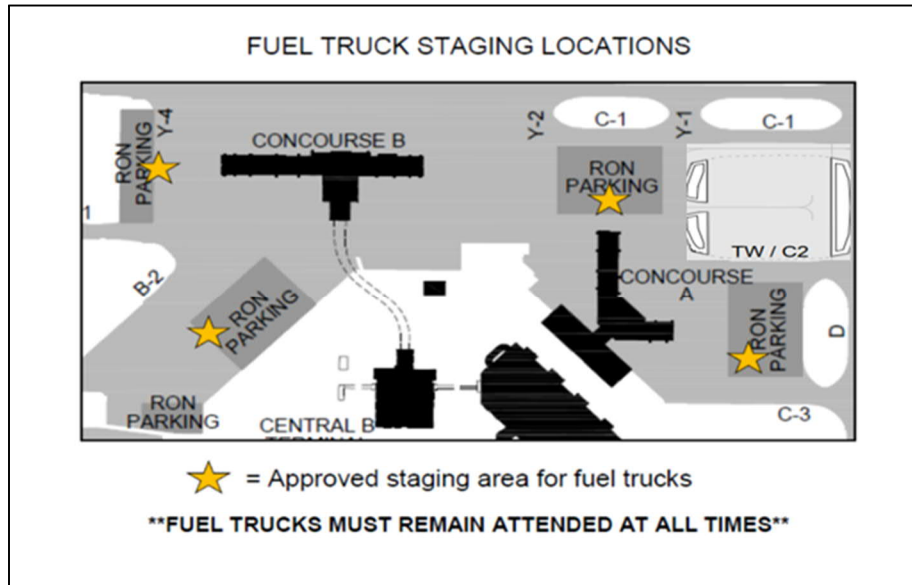 FUEL TRUCK STAGING LOCATIONS
RON
PARKING
Y-4
CONCOURSE B
Y-2
C-1
Y-1
C-1
RON
PARKING
1
TW / C2
B-2
RON
PARKING
CONCOURSE
A
RON
PARKING
D
RON
PARKING
CENTRAL B
TERMINAL
C-3
= Approved staging area for fuel trucks
**FUEL TRUCKS MUST REMAIN ATTENDED AT ALL TIMES**